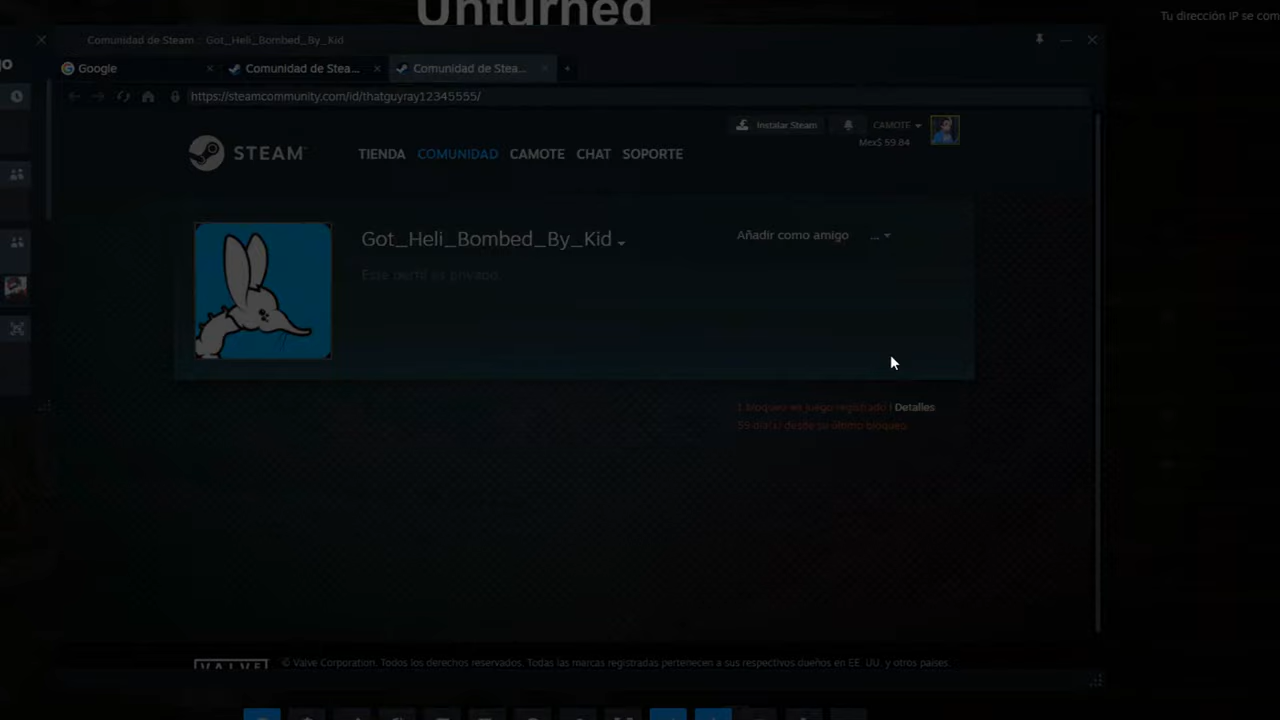 Unturned
Tu dirección IP se com
Comunidad de Steam :: Got_Heli_Bombed_By_Kid
go
Google
Comunidad de Stea...
Comunidad de Stea...
https://steamcommunity.com/id/thatguyray12345555/
Instalar Steam
CAMOTE
Mex$ 59.84
STEAM
TIENDA COMUNIDAD CAMOTE CHAT SOPORTE
Got_Heli_Bombed_By_Kid
Añadir como amigo ...
Este perfil es privado.
1 bloqueo en juego registrado | Detalles
59 día(s) desde su último bloqueo.
VALVE
© Valve Corporation. Todos los derechos reservados. Todas las marcas registradas pertenecen a sus respectivos dueños en EE. UU. y otros países.